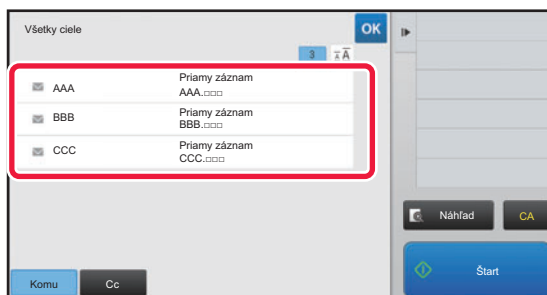 Všetky ciele
OK
3
AAA Priamy záznam
AAA.□□□
BBB Priamy záznam
BBB.□□□
CCC Priamy záznam
CCC.□□□
Náhľad CA
Štart
Komu Cc